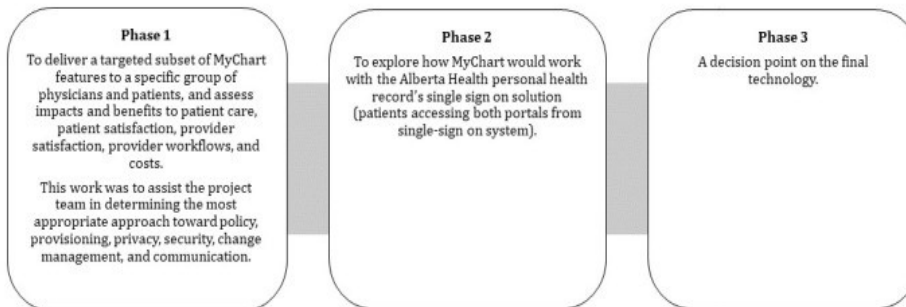 Phase 1
To deliver a targeted subset of MyChart
features to a specific group of
physicians and patients, and assess
impacts and benefits to patient care,
patient satisfaction, provider
satisfaction, provider workflows, and
costs.
This work was to assist the project
team in determining the most
appropriate approach toward policy,
provisioning, privacy, security, change
management, and communication.
Phase 2
To explore how MyChart would work
with the Alberta Health personal health
record's single sign on solution
(patients accessing both portals from
single-sign on system).
Phase 3
A decision point on the final
technology.